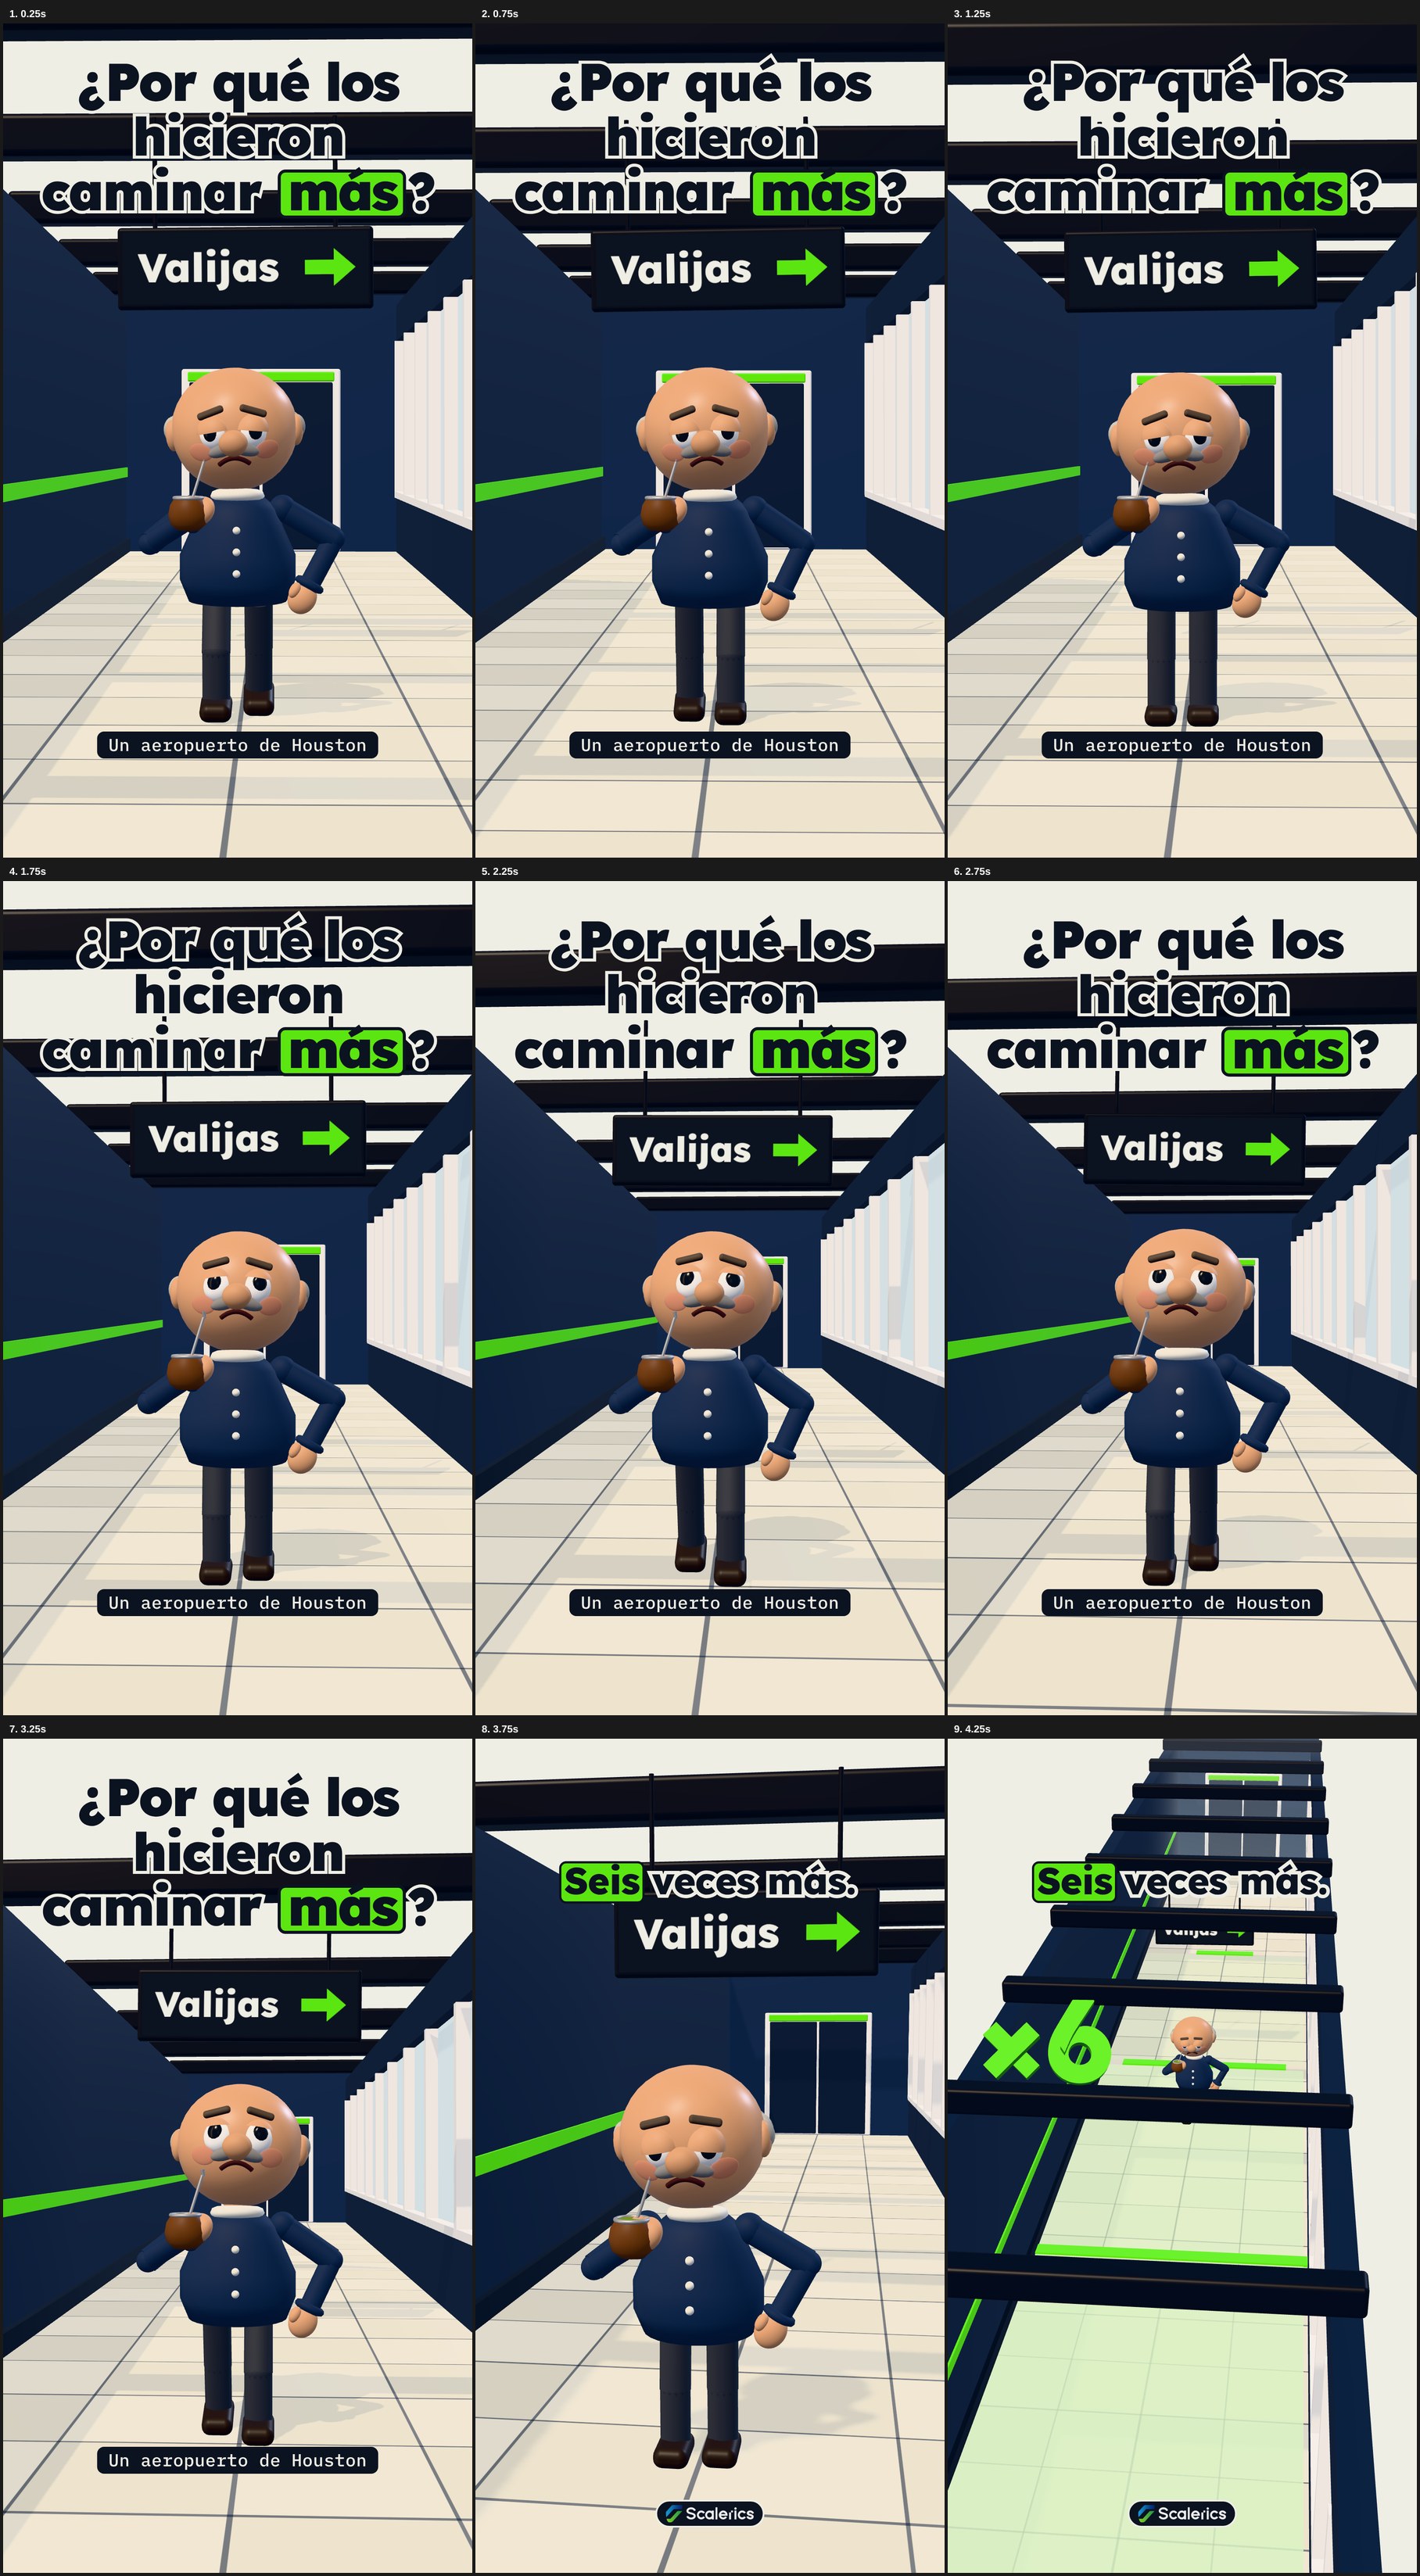 1. 0.25s
¿Por qué los
hicieron
caminar más?
Valijas
Un aeropuerto de Houston
2. 0.75s
¿Por qué los
hicieron
caminar más?
Valijas
Un aeropuerto de Houston
3. 1.25s
¿Por qué los
hicieron
caminar más?
Valijas
Un aeropuerto de Houston
4. 1.75s
¿Por qué los
hicieron
caminar más?
Valijas
Un aeropuerto de Houston
5. 2.25s
¿Por qué los
hicieron
caminar más?
Valijas
Un aeropuerto de Houston
6. 2.75s
¿Por qué los
hicieron
caminar más?
Valijas
Un aeropuerto de Houston
7. 3.25s
¿Por qué los
hicieron
caminar más?
Valijas
Un aeropuerto de Houston
8. 3.75s
Seis veces más.
Valijas
Scalerics
9. 4.25s
Seis veces más.
Valijas
×6
Scalerics